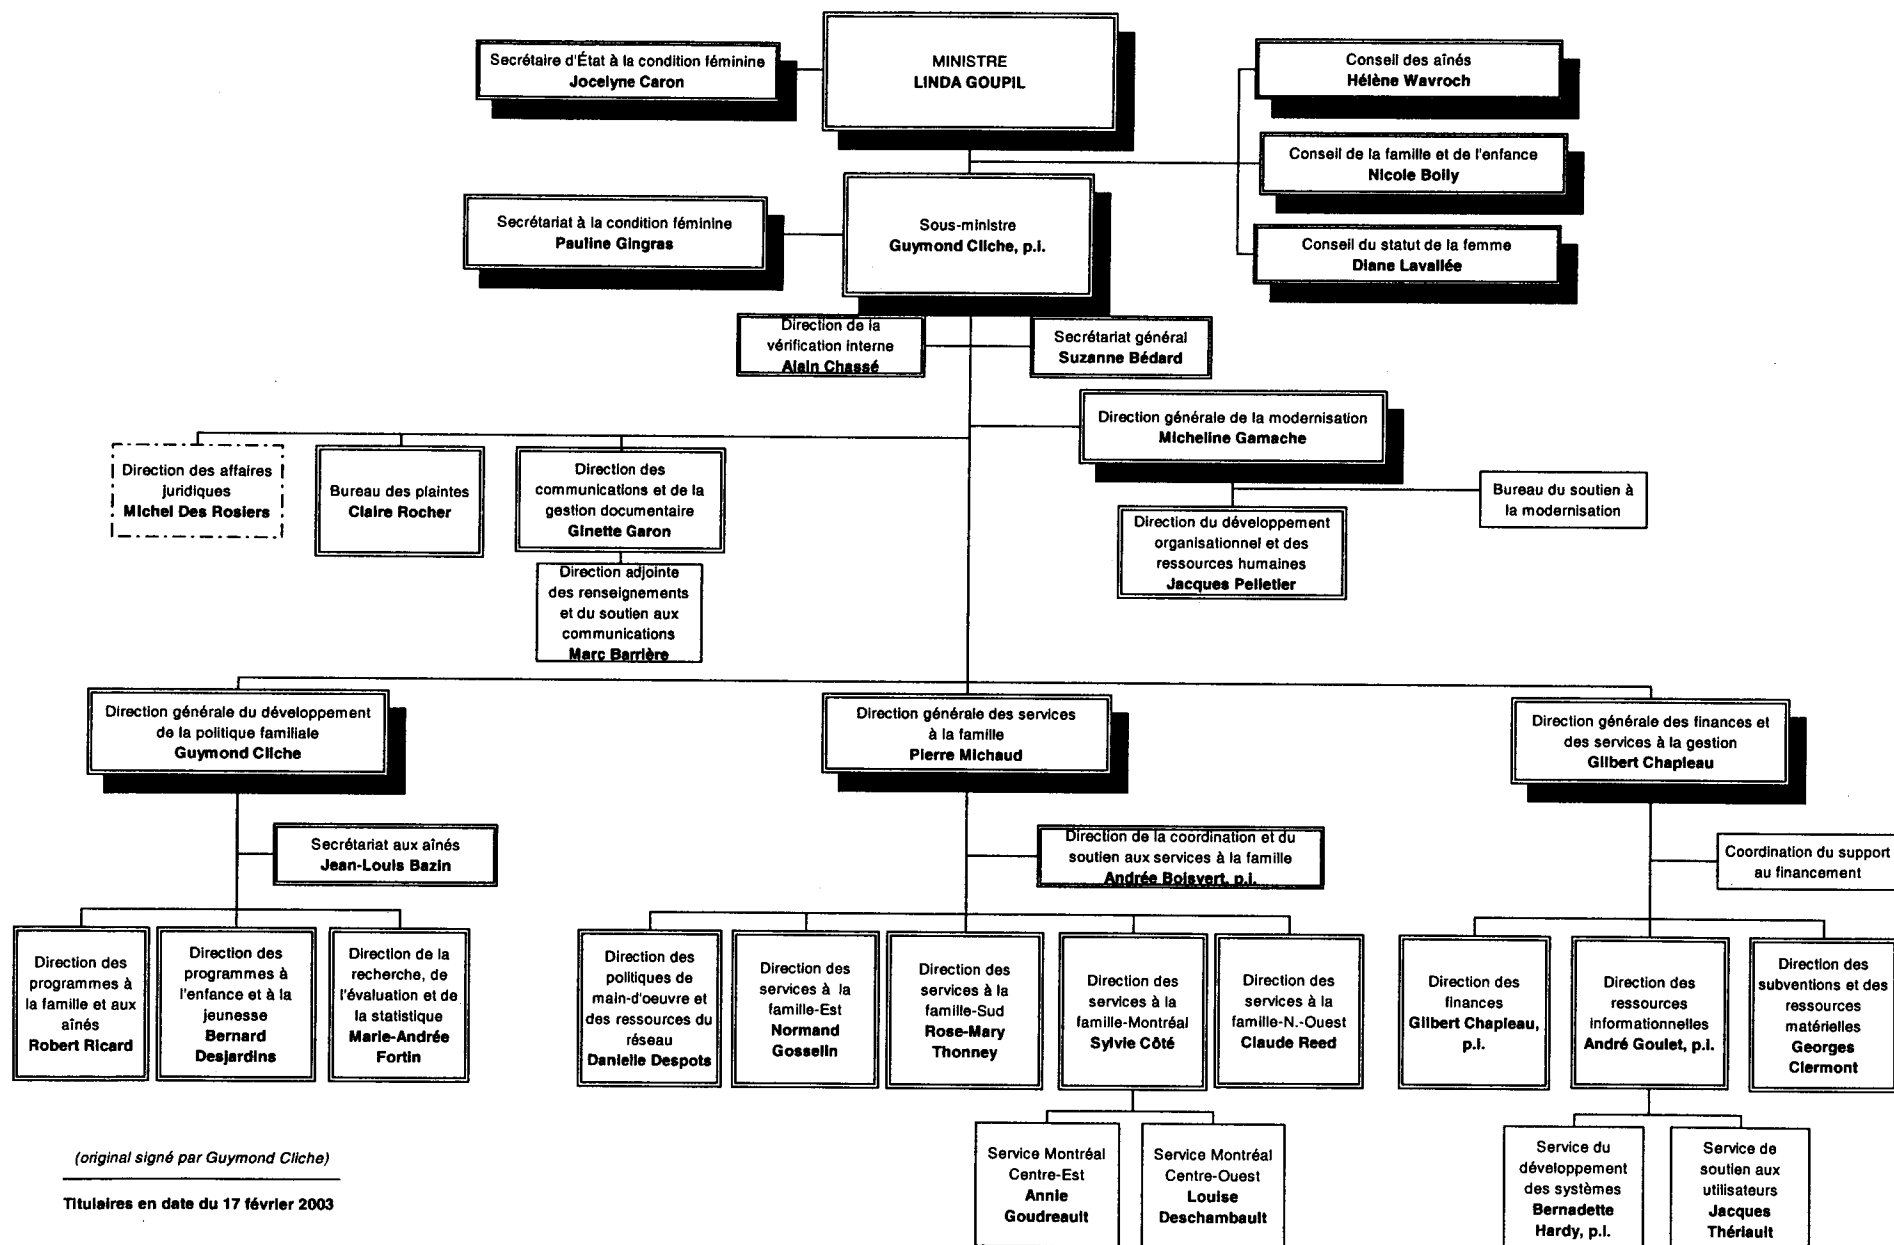 Secrétaire d'État à la condition féminine
Jocelyne Caron
MINISTRE
LINDA GOUPIL
Conseil des aînés
Hélène Wavroch
Conseil de la famille et de l'enfance
Nicole Boily
Secrétariat à la condition féminine
Pauline Gingras
Sous-ministre
Guymond Cliche, p.i.
Conseil du statut de la femme
Diane Lavallée
Direction de la
vérification interne
Alain Chassé
Secrétariat général
Suzanne Bédard
Direction générale de la modernisation
Micheline Gamache
Direction des affaires
juridiques
Michel Des Rosiers
Bureau des plaintes
Claire Rocher
Direction des
communications et de la
gestion documentaire
Ginette Garon
Bureau du soutien à
la modernisation
Direction du développement
organisationnel et des
ressources humaines
Jacques Pelletier
Direction adjointe
des renseignements
et du soutien aux
communications
Marc Barrière
Direction générale du développement
de la politique familiale
Guymond Cliche
Direction générale des services
à la famille
Pierre Michaud
Direction générale des finances et
des services à la gestion
Gilbert Chapleau
Secrétariat aux aînés
Jean-Louis Bazin
Direction de la coordination et du
soutien aux services à la famille
Andrée Boisvert, p.i.
Coordination du support
au financement
Direction des
programmes à
la famille et aux
aînés
Robert Ricard
Direction des
programmes à
l'enfance et à la
jeunesse
Bernard
Desjardins
Direction de la
recherche, de
l'évaluation et de
la statistique
Marie-Andrée
Fortin
Direction des
politiques de
main-d'oeuvre et
des ressources du
réseau
Danielle Despots
Direction des
services à la
famille-Est
Normand
Gosselin
Direction des
services à la
famille-Sud
Rose-Mary
Thonney
Direction des
services à la
famille-Montréal
Sylvie Côté
Direction des
services à la
famille-N.-Ouest
Claude Reed
Direction des
finances
Gilbert Chapleau,
p.i.
Direction des
ressources
informationnelles
André Goulet, p.i.
Direction des
subventions et des
ressources
matérielles
Georges
Clermont
Service Montréal
Centre-Est
Annie
Goudreault
Service Montréal
Centre-Ouest
Louise
Deschambault
Service du
développement
des systèmes
Bernadette
Hardy, p.i.
Service de
soutien aux
utilisateurs
Jacques
Thériault
(original signé par Guymond Cliche)
Titulaires en date du 17 février 2003